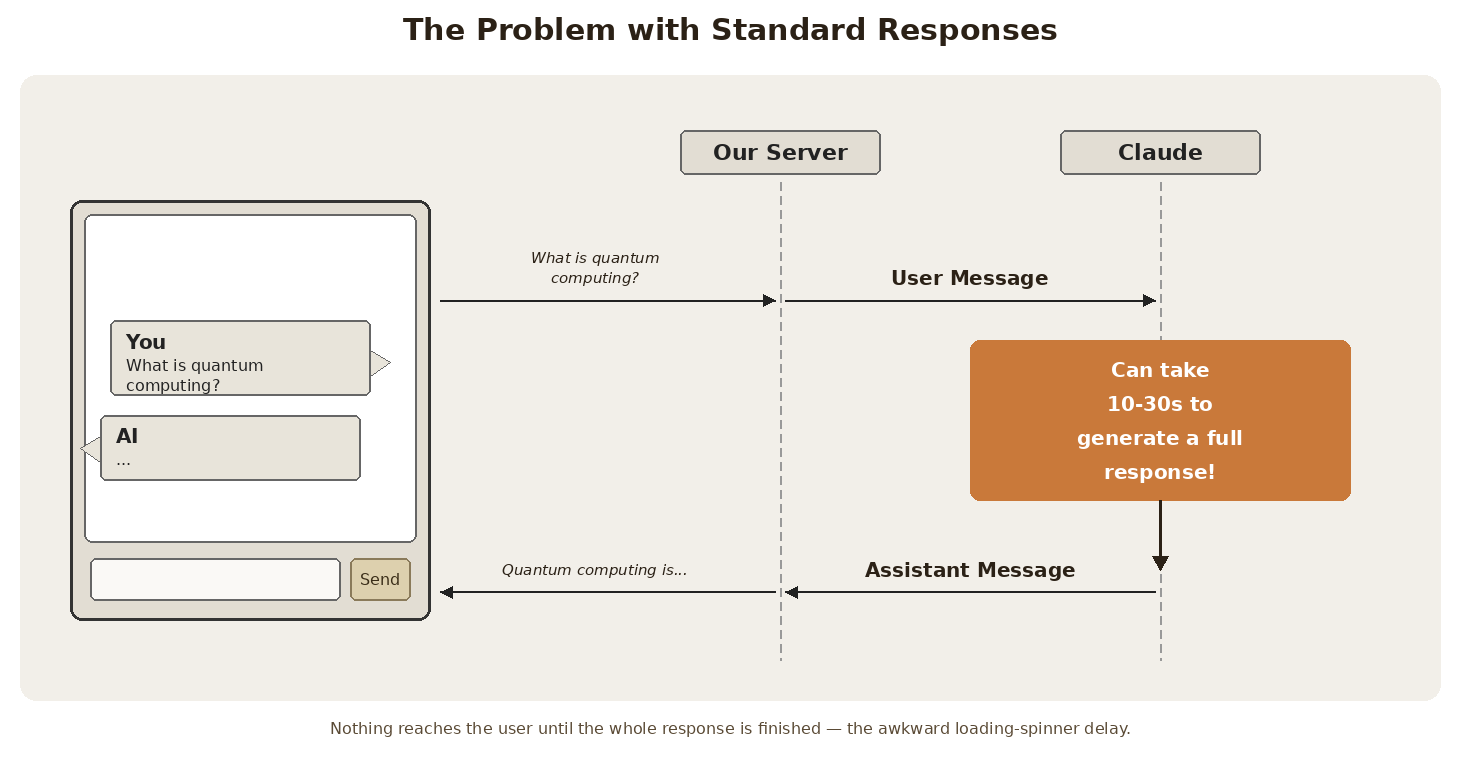 The Problem with Standard Responses
Our Server
Claude
What is quantum
computing?
User Message
You
What is quantum
computing?
AI
...
Can take
10-30s to
generate a full
response!
Send
Quantum computing is...
Assistant Message
Nothing reaches the user until the whole response is finished — the awkward loading-spinner delay.